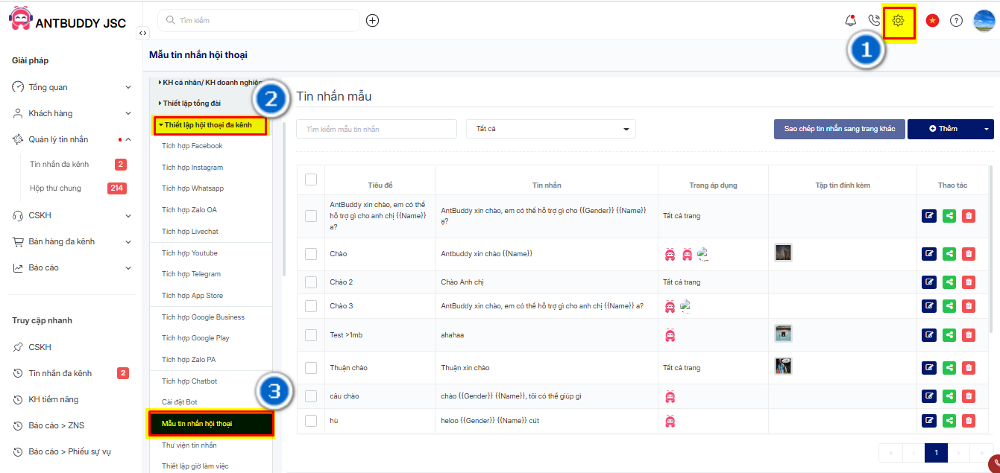 ANTBUDDY JSC
Tìm kiếm
1
Giải pháp
Tổng quan
Khách hàng
Quản lý tin nhắn
Tin nhắn đa kênh 2
Hộp thư chung 214
CSKH
Bán hàng đa kênh
Báo cáo
Truy cập nhanh
CSKH
Tin nhắn đa kênh 2
KH tiềm năng
Báo cáo > ZNS
Báo cáo > Phiếu sự vụ
Mẫu tin nhắn hội thoại
KH cá nhân/ KH doanh nghiệp
Thiết lập tổng đài
2
Thiết lập hội thoại đa kênh
Tích hợp Facebook
Tích hợp Instagram
Tích hợp Whatsapp
Tích hợp Zalo OA
Tích hợp Livechat
Tích hợp Youtube
Tích hợp Telegram
Tích hợp App Store
Tích hợp Google Business
Tích hợp Google Play
Tích hợp Zalo PA
Tích hợp Chatbot
Cài đặt Bot
3
Mẫu tin nhắn hội thoại
Thư viện tin nhắn
Thiết lập giờ làm việc
Tin nhắn mẫu
Tìm kiếm mẫu tin nhắn
Tất cả
Sao chép tin nhắn sang trang khác
Thêm
Tiêu đề Tin nhắn Trang áp dụng Tập tin đính kèm Thao tác
AntBuddy xin chào, em có thể
hỗ trợ gì cho anh chị {{Name}}
ạ?
AntBuddy xin chào, em có thể hỗ trợ gì cho {{Gender}} {{Name}}
ạ?
Tất cả trang
Chào Antbuddy xin chào {{Name}}
Chào 2 Chào Anh chị Tất cả trang
Chào 3 AntBuddy xin chào, em có thể hỗ trợ gì cho anh chị {{Name}} ạ?
Test >1mb ahahaa
Thuận chào Thuận xin chào Tất cả trang
câu chào chào {{Gender}} {{Name}}, tôi có thể giúp gì
hù heloo {{Gender}} {{Name}} cút
« ‹ 1 › »